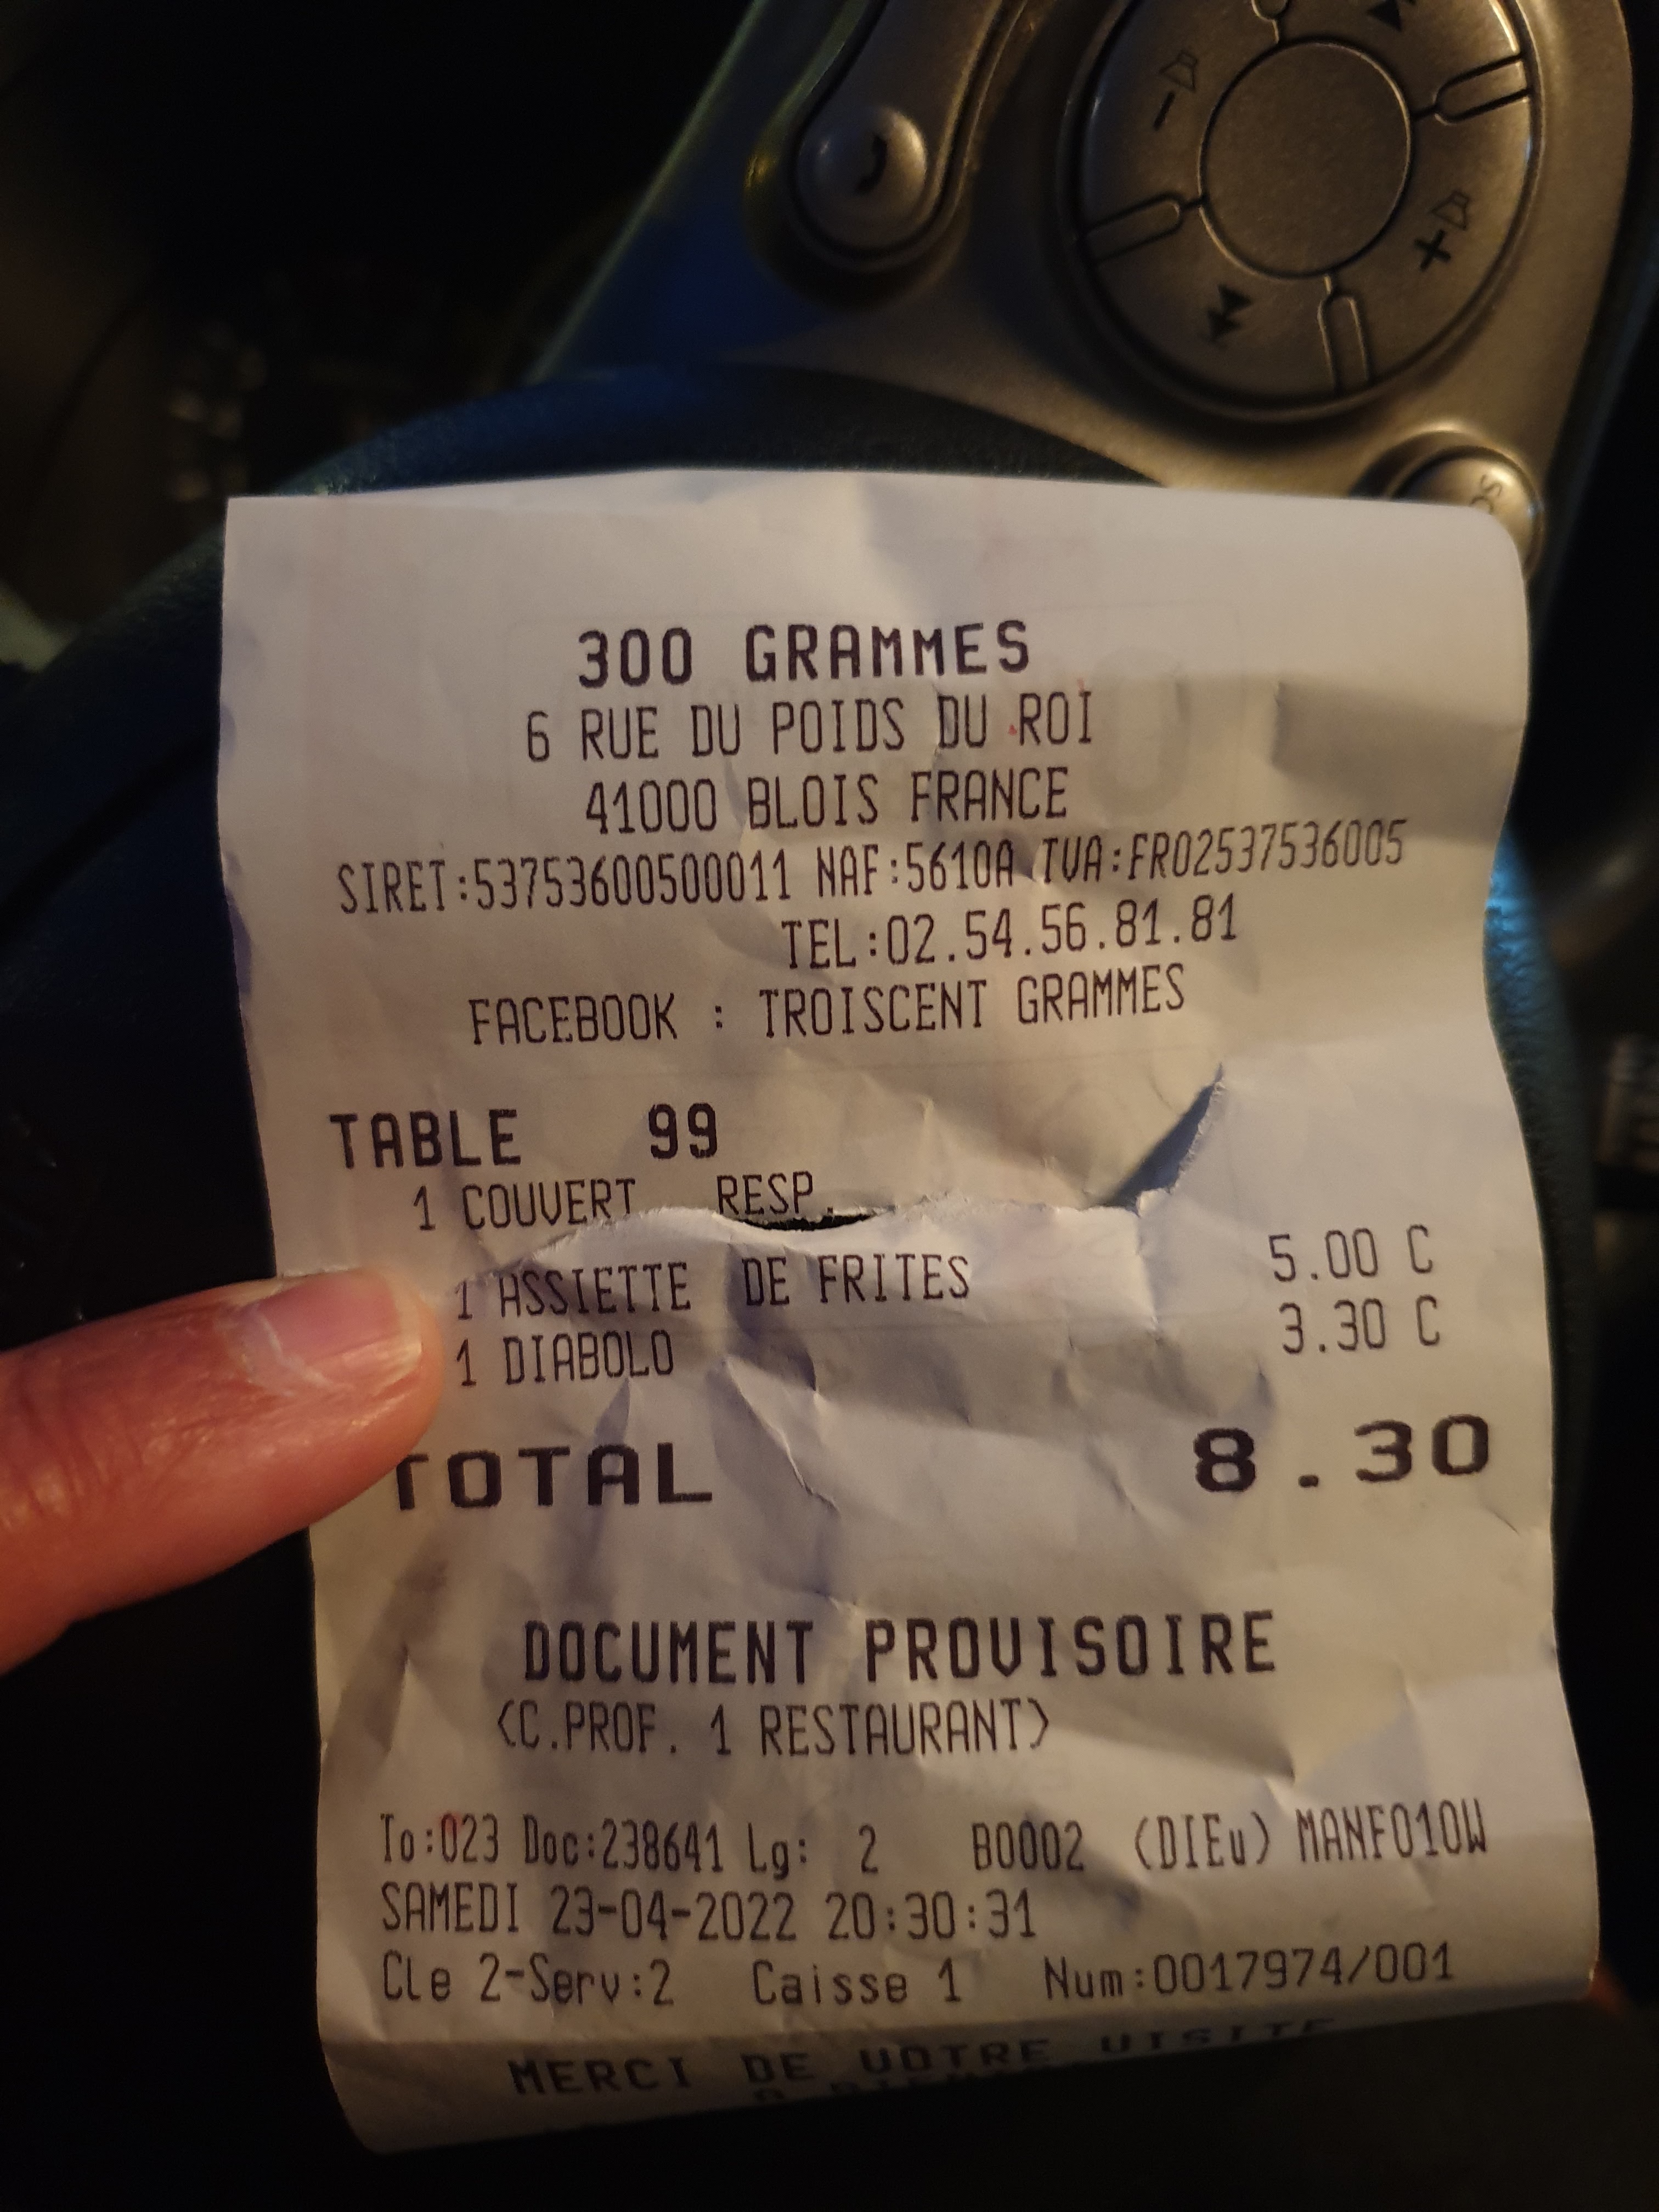 300 GRAMMES
6 RUE DU POIDS DU ROI
41000 BLOIS FRANCE
SIRET:53753600500011 NAF:5610A TVA:FR02537536005
TEL:02.54.56.81.81
FACEBOOK : TROISCENT GRAMMES
TABLE 99
1 COUVERT RESP.
1 ASSIETTE DE FRITES 5.00 C
1 DIABOLO 3.30 C
TOTAL 8.30
DOCUMENT PROVISOIRE
<C.PROF. 1 RESTAURANT>
To:023 Doc:238641 Lg: 2 B0002 (DIEu) MANF010W
SAMEDI 23-04-2022 20:30:31
Cle 2-Serv:2 Caisse 1 Num:0017974/001
MERCI DE VOTRE VISITE